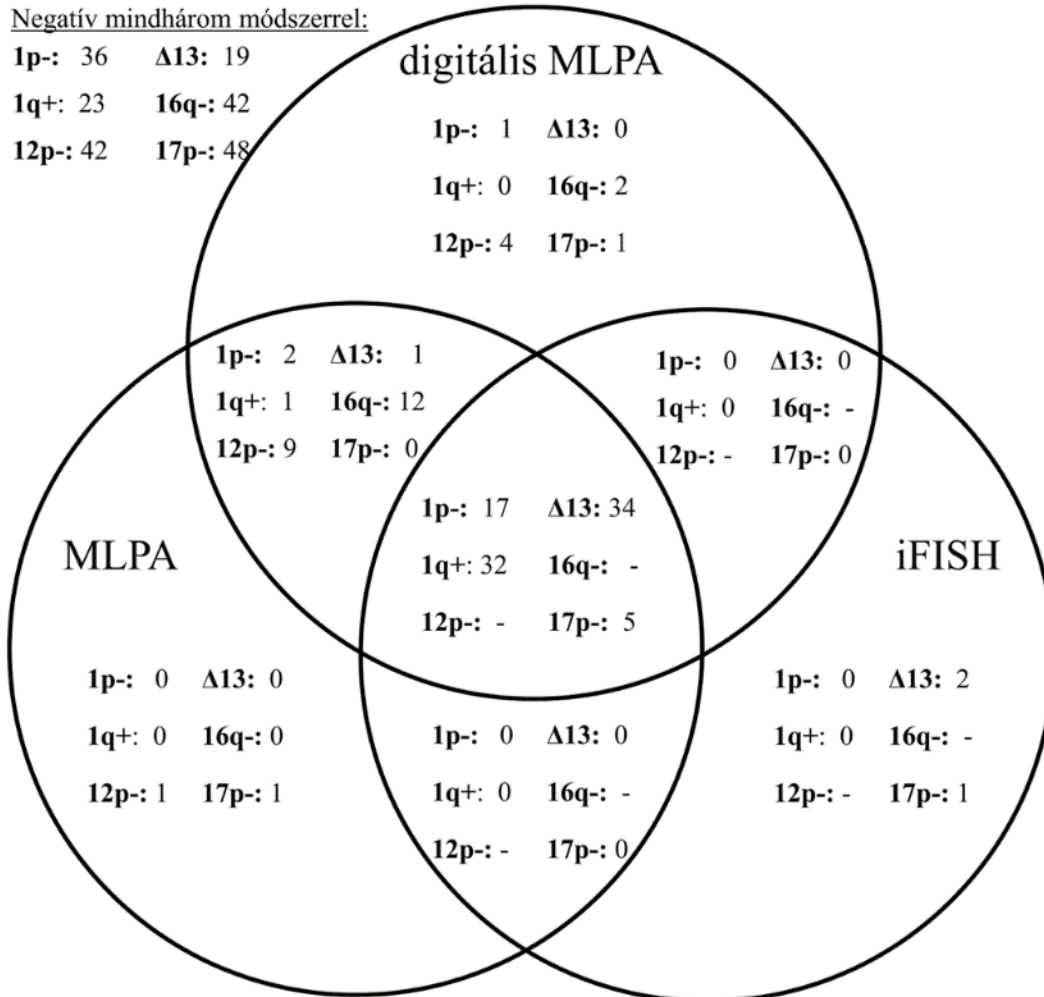 Negatív mindhárom módszerrel:
1p-: 36 Δ13: 19
1q+: 23 16q-: 42
12p-: 42 17p-: 48
digitális MLPA
1p-: 1 Δ13: 0
1q+: 0 16q-: 2
12p-: 4 17p-: 1
1p-: 2 Δ13: 1
1q+: 1 16q-: 12
12p-: 9 17p-: 0
1p-: 0 Δ13: 0
1q+: 0 16q-: -
12p-: - 17p-: 0
1p-: 17 Δ13: 34
1q+: 32 16q-: -
12p-: - 17p-: 5
MLPA
iFISH
1p-: 0 Δ13: 0
1q+: 0 16q-: 0
12p-: 1 17p-: 1
1p-: 0 Δ13: 0
1q+: 0 16q-: -
12p-: - 17p-: 0
1p-: 0 Δ13: 2
1q+: 0 16q-: -
12p-: - 17p-: 1